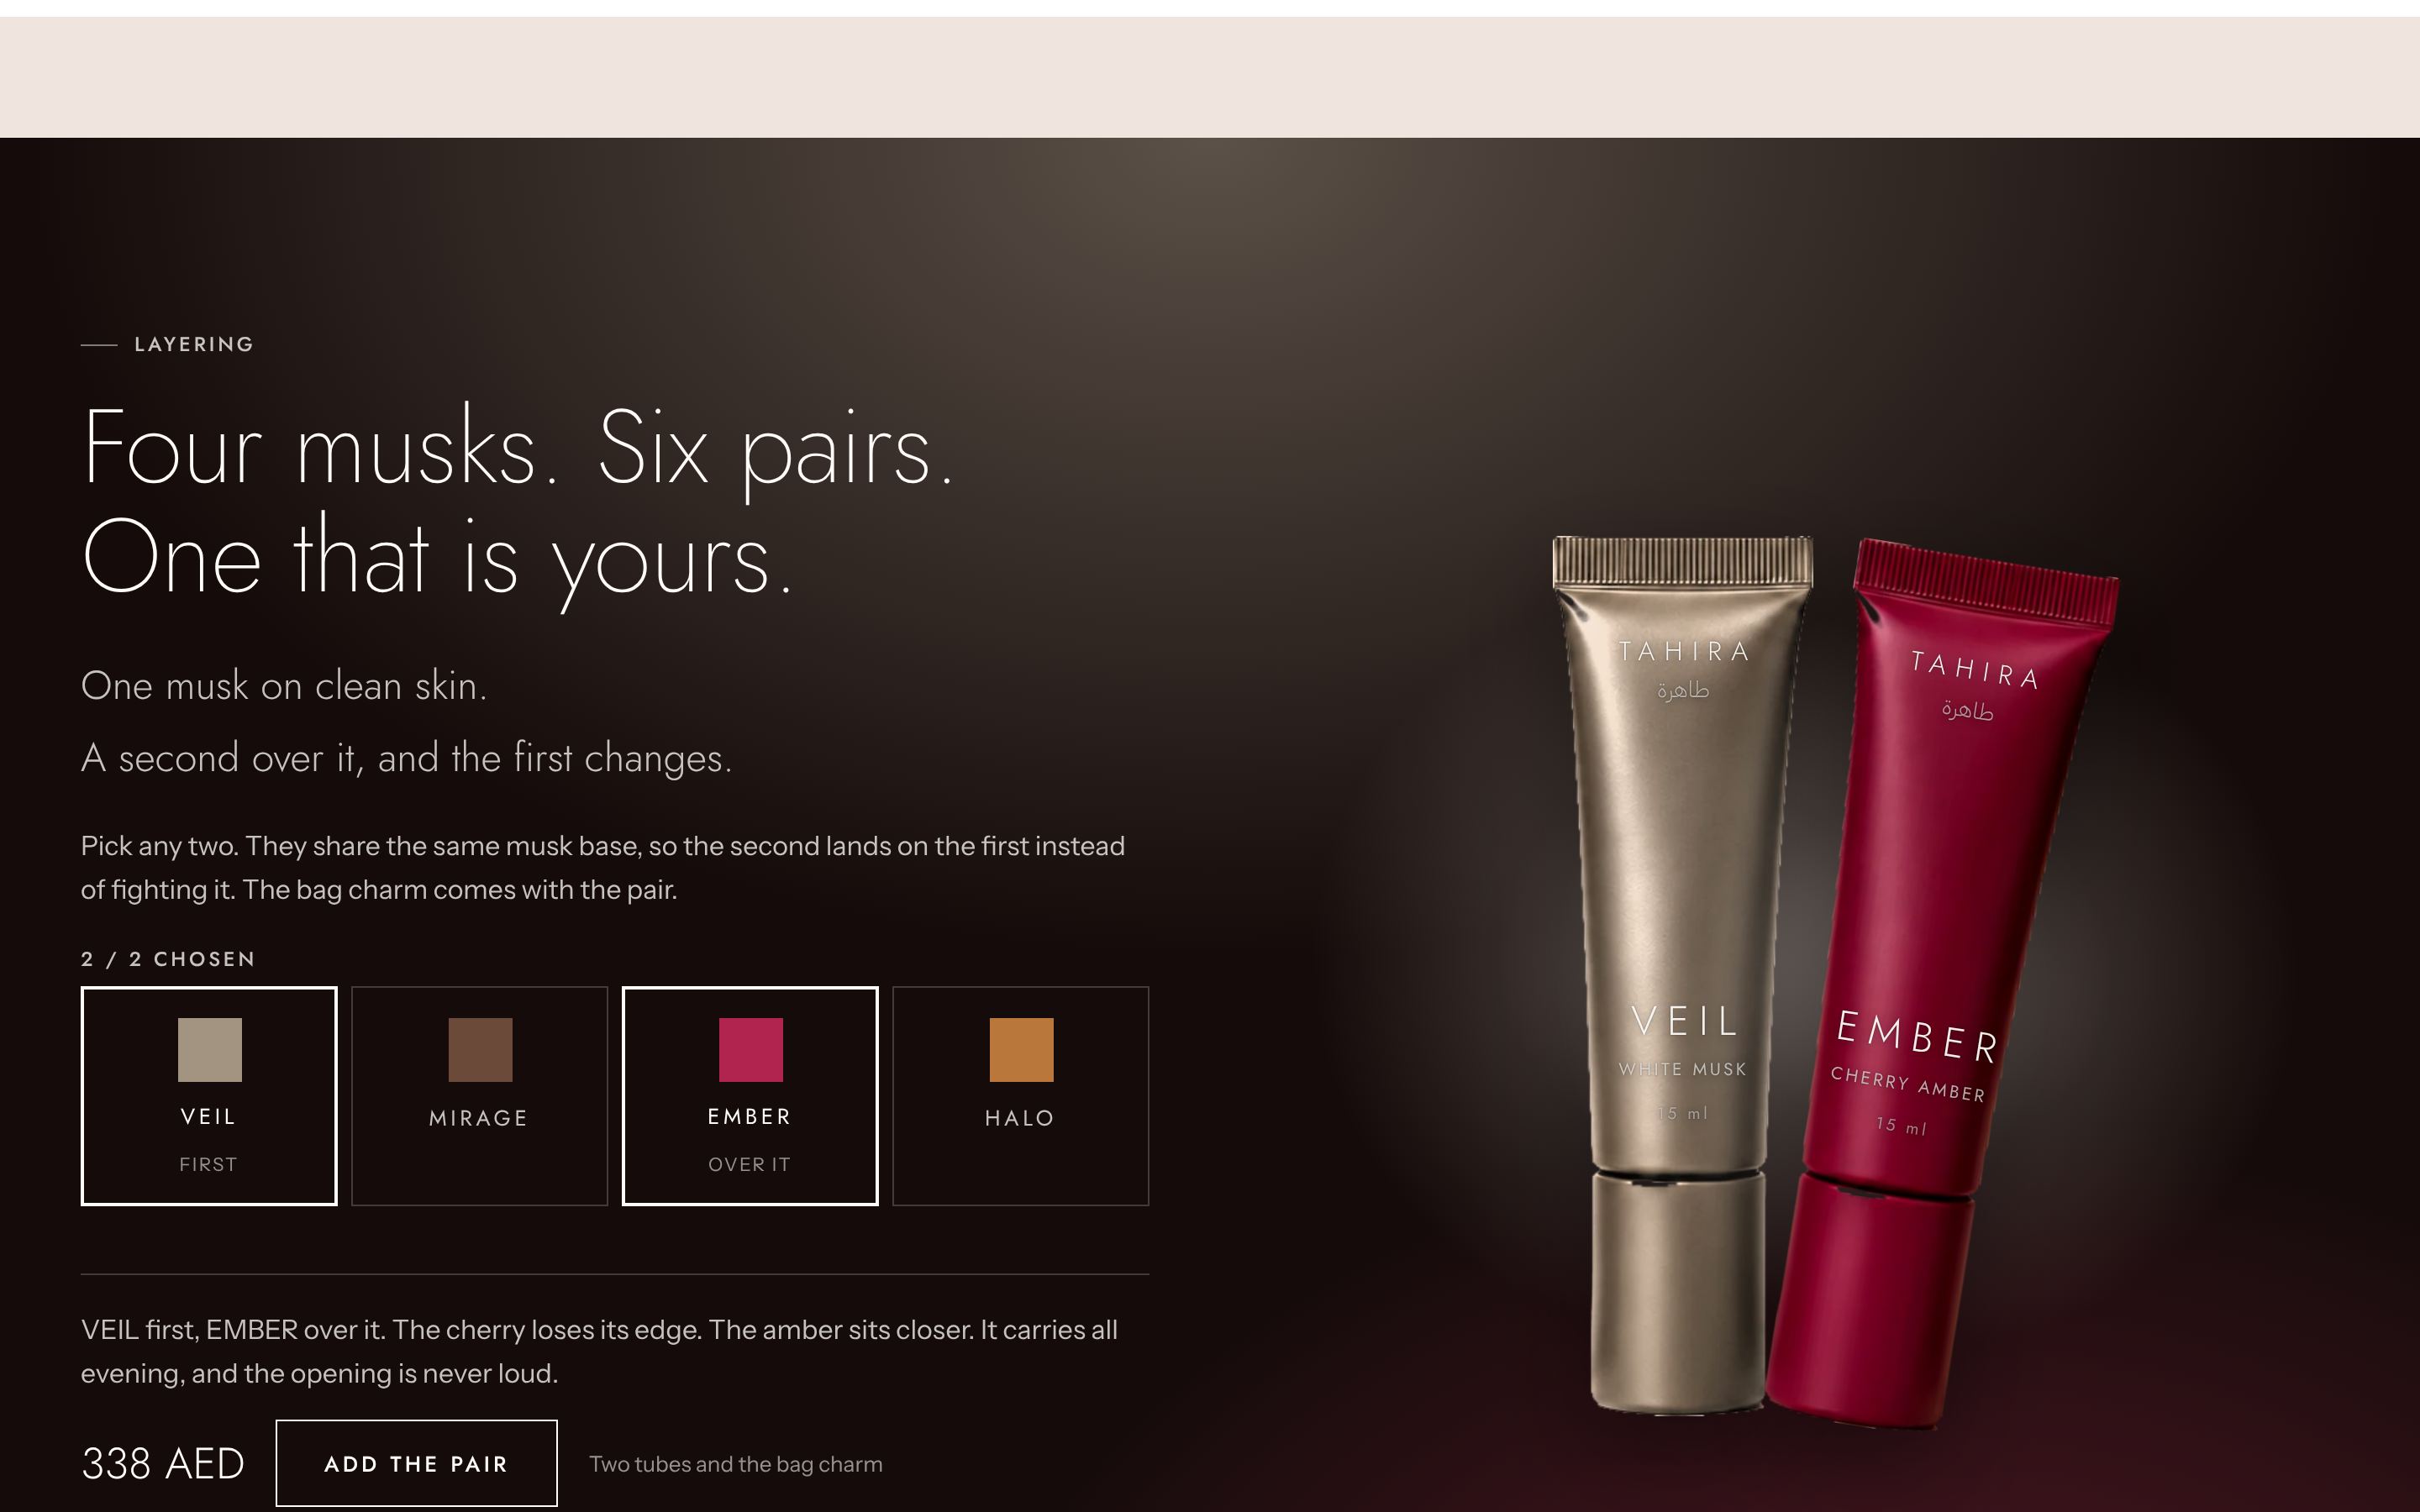 LAYERING
Four musks. Six pairs.
One that is yours.
One musk on clean skin.
A second over it, and the first changes.
Pick any two. They share the same musk base, so the second lands on the first instead
of fighting it. The bag charm comes with the pair.
2 / 2 CHOSEN
VEIL
FIRST
MIRAGE
EMBER
OVER IT
HALO
VEIL first, EMBER over it. The cherry loses its edge. The amber sits closer. It carries all
evening, and the opening is never loud.
338 AED
ADD THE PAIR
Two tubes and the bag charm
TAHIRA
طاهرة
VEIL
WHITE MUSK
15 ml
TAHIRA
طاهرة
EMBER
CHERRY AMBER
15 ml